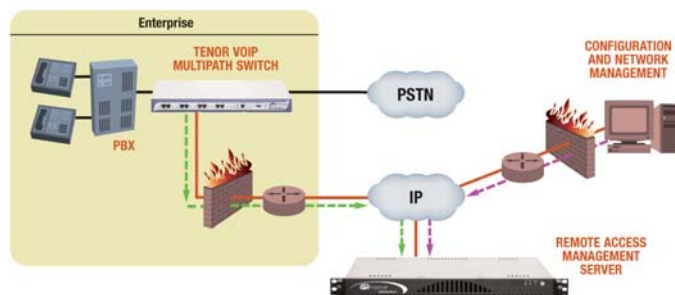 Enterprise
TENOR VOIP
MULTIPATH SWITCH
PBX
PSTN
CONFIGURATION
AND NETWORK
MANAGEMENT
IP
REMOTE ACCESS
MANAGEMENT
SERVER